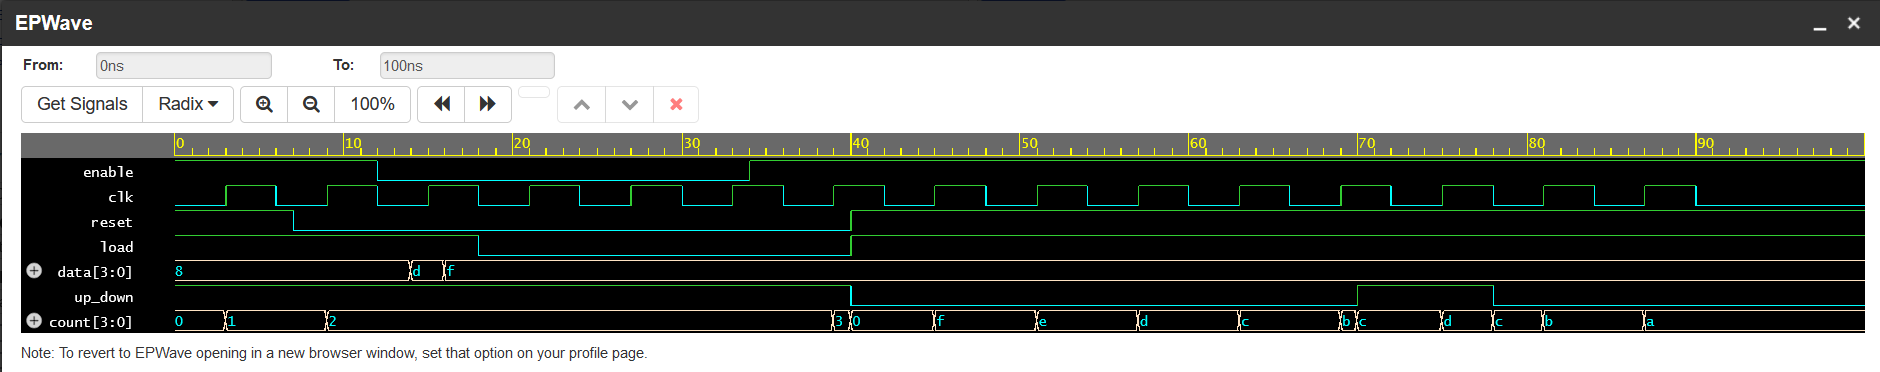 EPWave
From: 0ns To: 100ns
Get Signals Radix 100%
0 10 20 30 40 50 60 70 80 90
enable
clk
reset
load
data[3:0] 8 d f
up_down
count[3:0] 0 1 2 3 0 f e d c b c d c b a
Note: To revert to EPWave opening in a new browser window, set that option on your profile page.